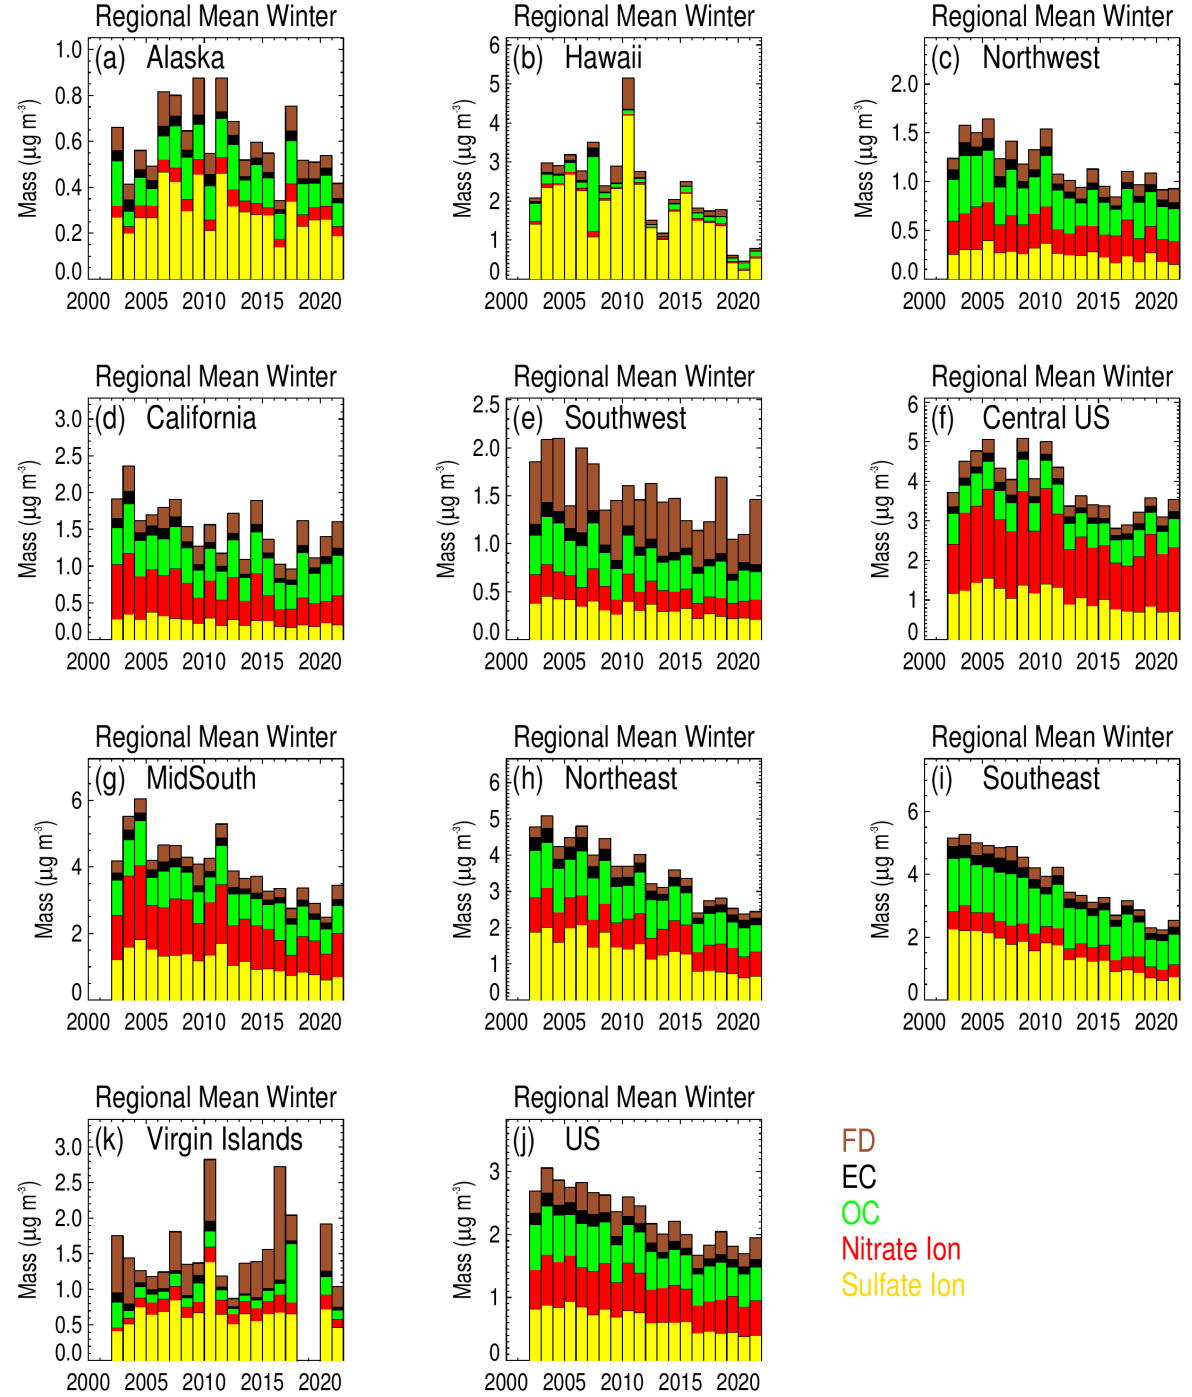 Regional Mean Winter
(a) Alaska
Mass (µg m-3)
1.0
0.8
0.6
0.4
0.2
0.0
2000 2005 2010 2015 2020
Regional Mean Winter
(b) Hawaii
Mass (µg m-3)
6
5
4
3
2
1
0
2000 2005 2010 2015 2020
Regional Mean Winter
(c) Northwest
Mass (µg m-3)
2.0
1.5
1.0
0.5
0.0
2000 2005 2010 2015 2020
Regional Mean Winter
(d) California
Mass (µg m-3)
3.0
2.5
2.0
1.5
1.0
0.5
0.0
2000 2005 2010 2015 2020
Regional Mean Winter
(e) Southwest
Mass (µg m-3)
2.5
2.0
1.5
1.0
0.5
0.0
2000 2005 2010 2015 2020
Regional Mean Winter
(f) Central US
Mass (µg m-3)
6
5
4
3
2
1
0
2000 2005 2010 2015 2020
Regional Mean Winter
(g) MidSouth
Mass (µg m-3)
6
4
2
0
2000 2005 2010 2015 2020
Regional Mean Winter
(h) Northeast
Mass (µg m-3)
6
5
4
3
2
1
0
2000 2005 2010 2015 2020
Regional Mean Winter
(i) Southeast
Mass (µg m-3)
6
4
2
0
2000 2005 2010 2015 2020
Regional Mean Winter
(k) Virgin Islands
Mass (µg m-3)
3.0
2.5
2.0
1.5
1.0
0.5
0.0
2000 2005 2010 2015 2020
Regional Mean Winter
(j) US
Mass (µg m-3)
3
2
1
0
2000 2005 2010 2015 2020
FD
EC
OC
Nitrate Ion
Sulfate Ion